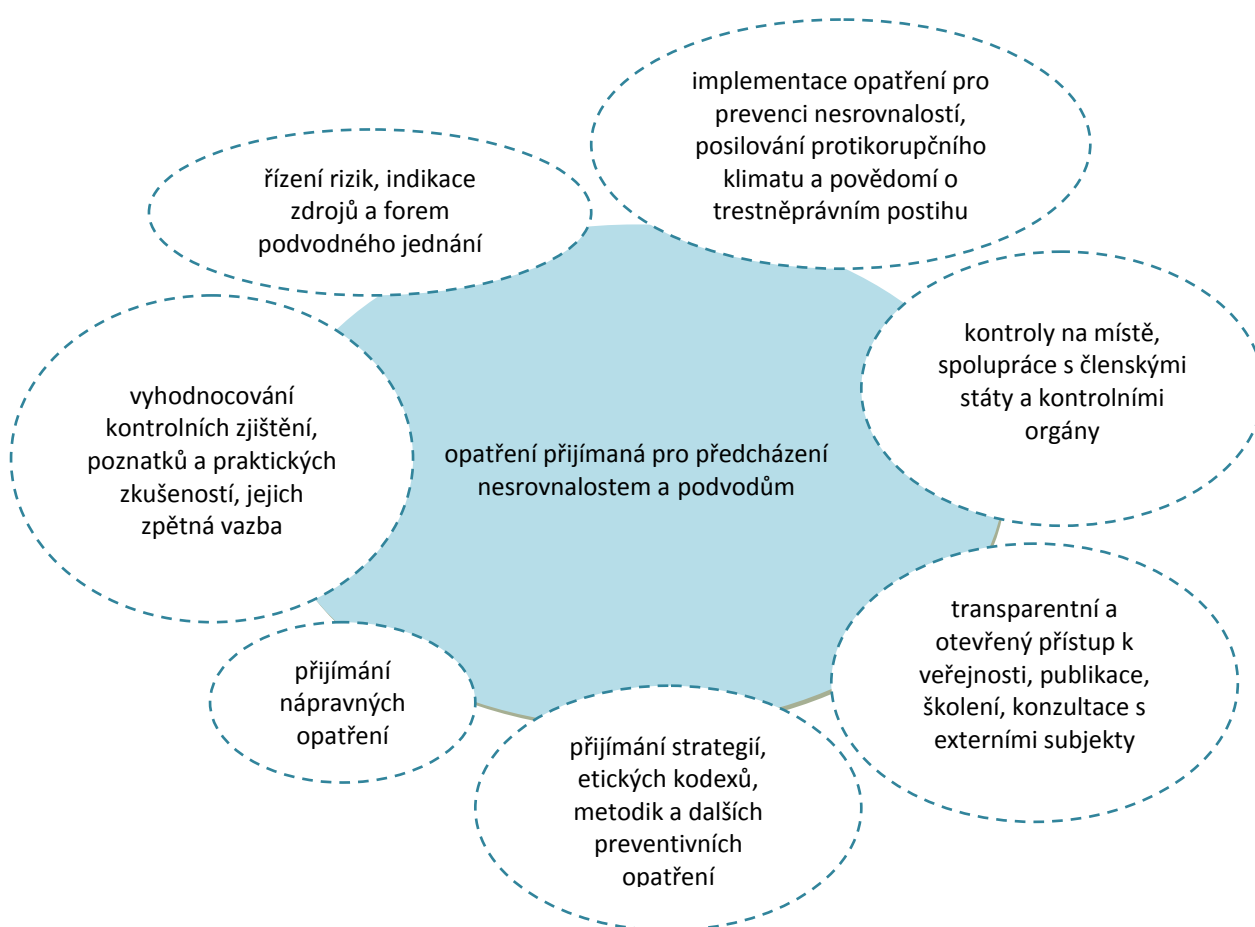 implementace opatření pro
prevenci nesrovnalostí,
posilování protikorupčního
klimatu a povědomí o
trestněprávním postihu
řízení rizik, indikace
zdrojů a forem
podvodného jednání
kontroly na místě,
spolupráce s členskými
státy a kontrolními
orgány
vyhodnocování
kontrolních zjištění,
poznatků a praktických
zkušeností, jejich
zpětná vazba
opatření přijímaná pro předcházení
nesrovnalostem a podvodům
transparentní a
otevřený přístup k
veřejnosti, publikace,
školení, konzultace s
externími subjekty
přijímání
nápravných
opatření
přijímání strategií,
etických kodexů,
metodik a dalších
preventivních
opatření